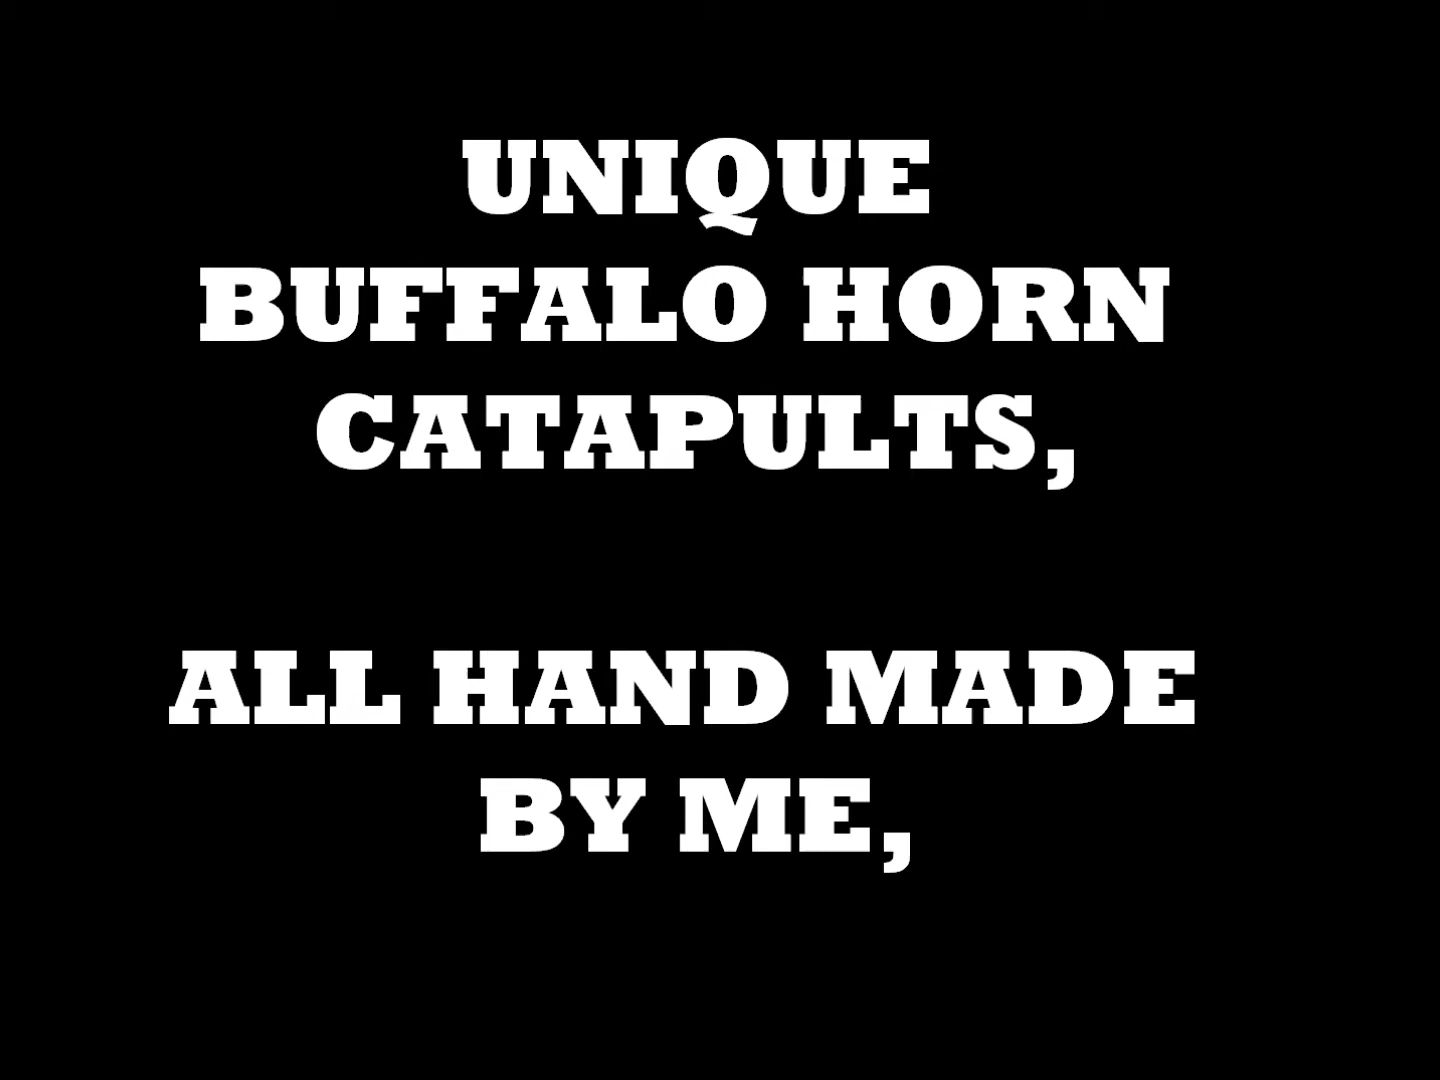 UNIQUE
BUFFALO HORN
CATAPULTS,
ALL HAND MADE
BY ME,